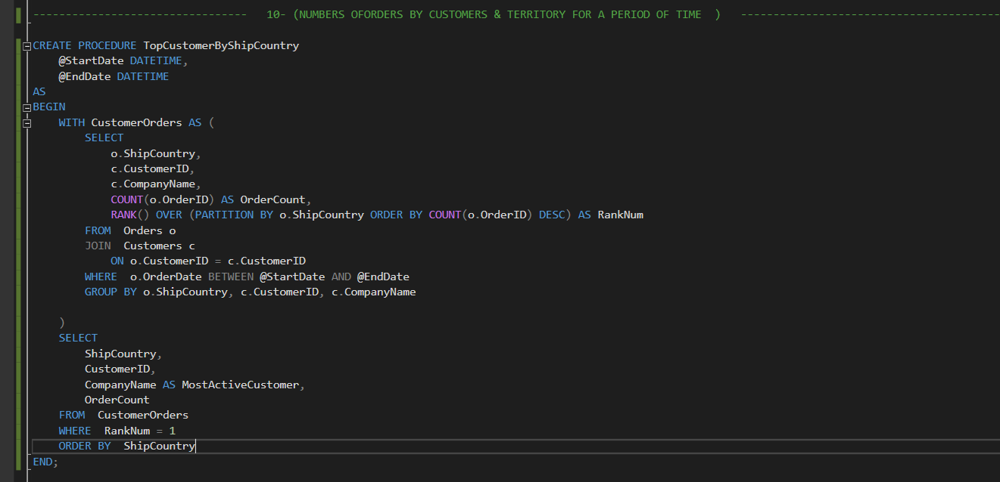 --------------------------------- 10- (NUMBERS OFORDERS BY CUSTOMERS & TERRITORY FOR A PERIOD OF TIME  ) ----------------------------------------
CREATE PROCEDURE TopCustomerByShipCountry
    @StartDate DATETIME,
    @EndDate DATETIME
AS
BEGIN
    WITH CustomerOrders AS (
        SELECT
            o.ShipCountry,
            c.CustomerID,
            c.CompanyName,
            COUNT(o.OrderID) AS OrderCount,
            RANK() OVER (PARTITION BY o.ShipCountry ORDER BY COUNT(o.OrderID) DESC) AS RankNum
        FROM  Orders o
        JOIN  Customers c
            ON o.CustomerID = c.CustomerID
        WHERE  o.OrderDate BETWEEN @StartDate AND @EndDate
        GROUP BY o.ShipCountry, c.CustomerID, c.CompanyName
    )
    SELECT
        ShipCountry,
        CustomerID,
        CompanyName AS MostActiveCustomer,
        OrderCount
    FROM  CustomerOrders
    WHERE  RankNum = 1
    ORDER BY  ShipCountry
END;